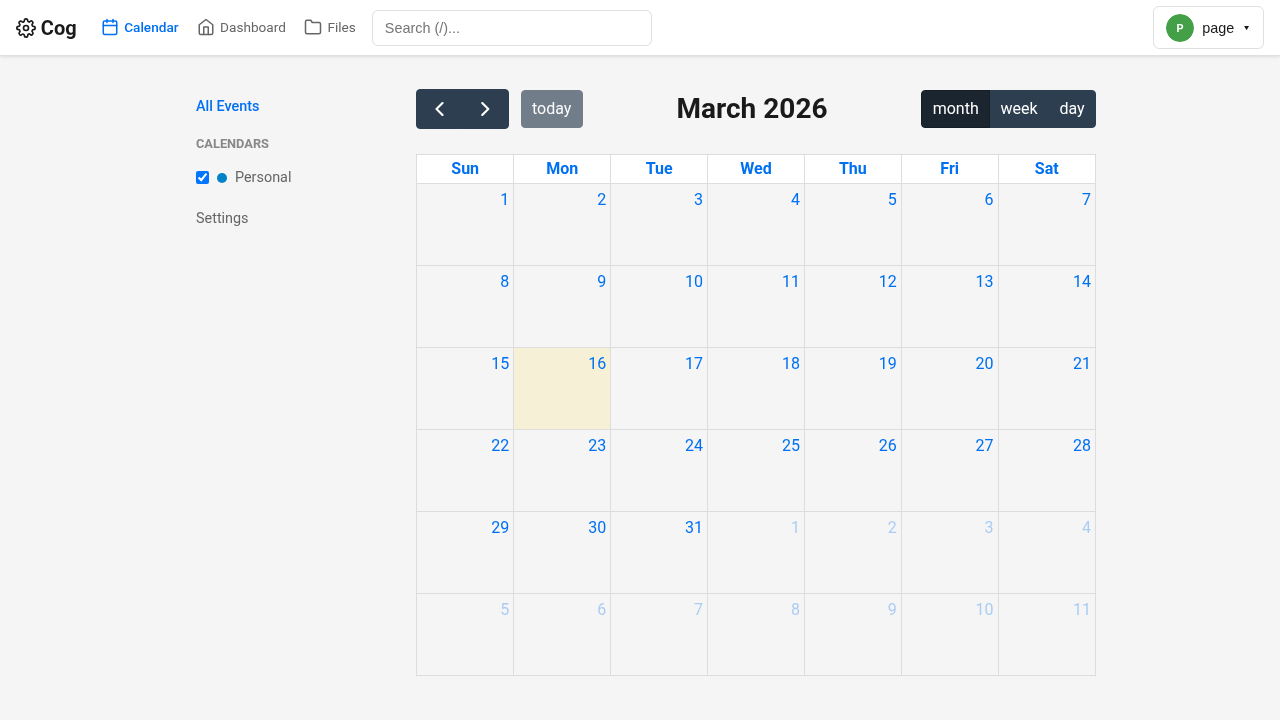 Cog Calendar Dashboard Files Search (/)... P page ▾
All Events
CALENDARS
Personal
Settings
today March 2026 month week day
Sun Mon Tue Wed Thu Fri Sat
1 2 3 4 5 6 7
8 9 10 11 12 13 14
15 16 17 18 19 20 21
22 23 24 25 26 27 28
29 30 31 1 2 3 4
5 6 7 8 9 10 11